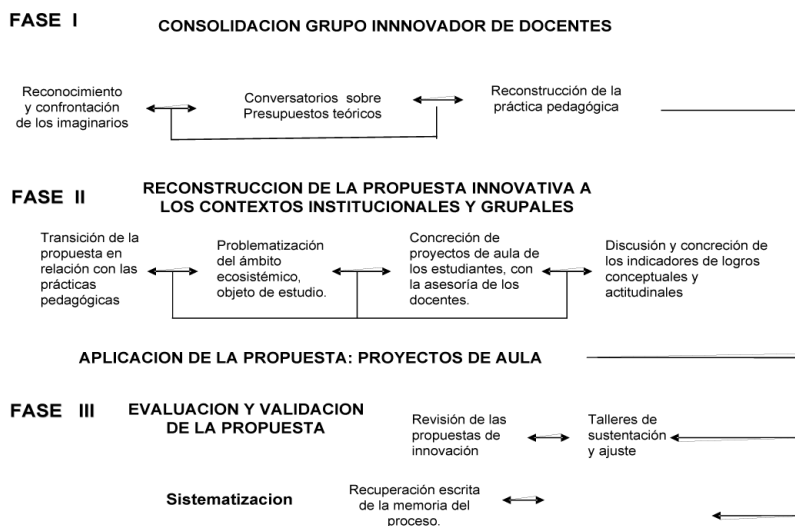 FASE I
CONSOLIDACION GRUPO INNNOVADOR DE DOCENTES
Reconocimiento
y confrontación
de los imaginarios
Conversatorios sobre
Presupuestos teóricos
Reconstrucción de la
práctica pedagógica
FASE II
RECONSTRUCCION DE LA PROPUESTA INNOVATIVA A
LOS CONTEXTOS INSTITUCIONALES Y GRUPALES
Transición de la
propuesta en
relación con las
prácticas
pedagógicas
Problematización
del ámbito
ecosistémico,
objeto de estudio.
Concreción de
proyectos de aula de
los estudiantes, con
la asesoría de los
docentes.
Discusión y concreción de
los indicadores de logros
conceptuales y
actitudinales
APLICACION DE LA PROPUESTA: PROYECTOS DE AULA
FASE III
EVALUACION Y VALIDACION
DE LA PROPUESTA
Revisión de las
propuestas de
innovación
Talleres de
sustentación
y ajuste
Sistematizacion
Recuperación escrita
de la memoria del
proceso.